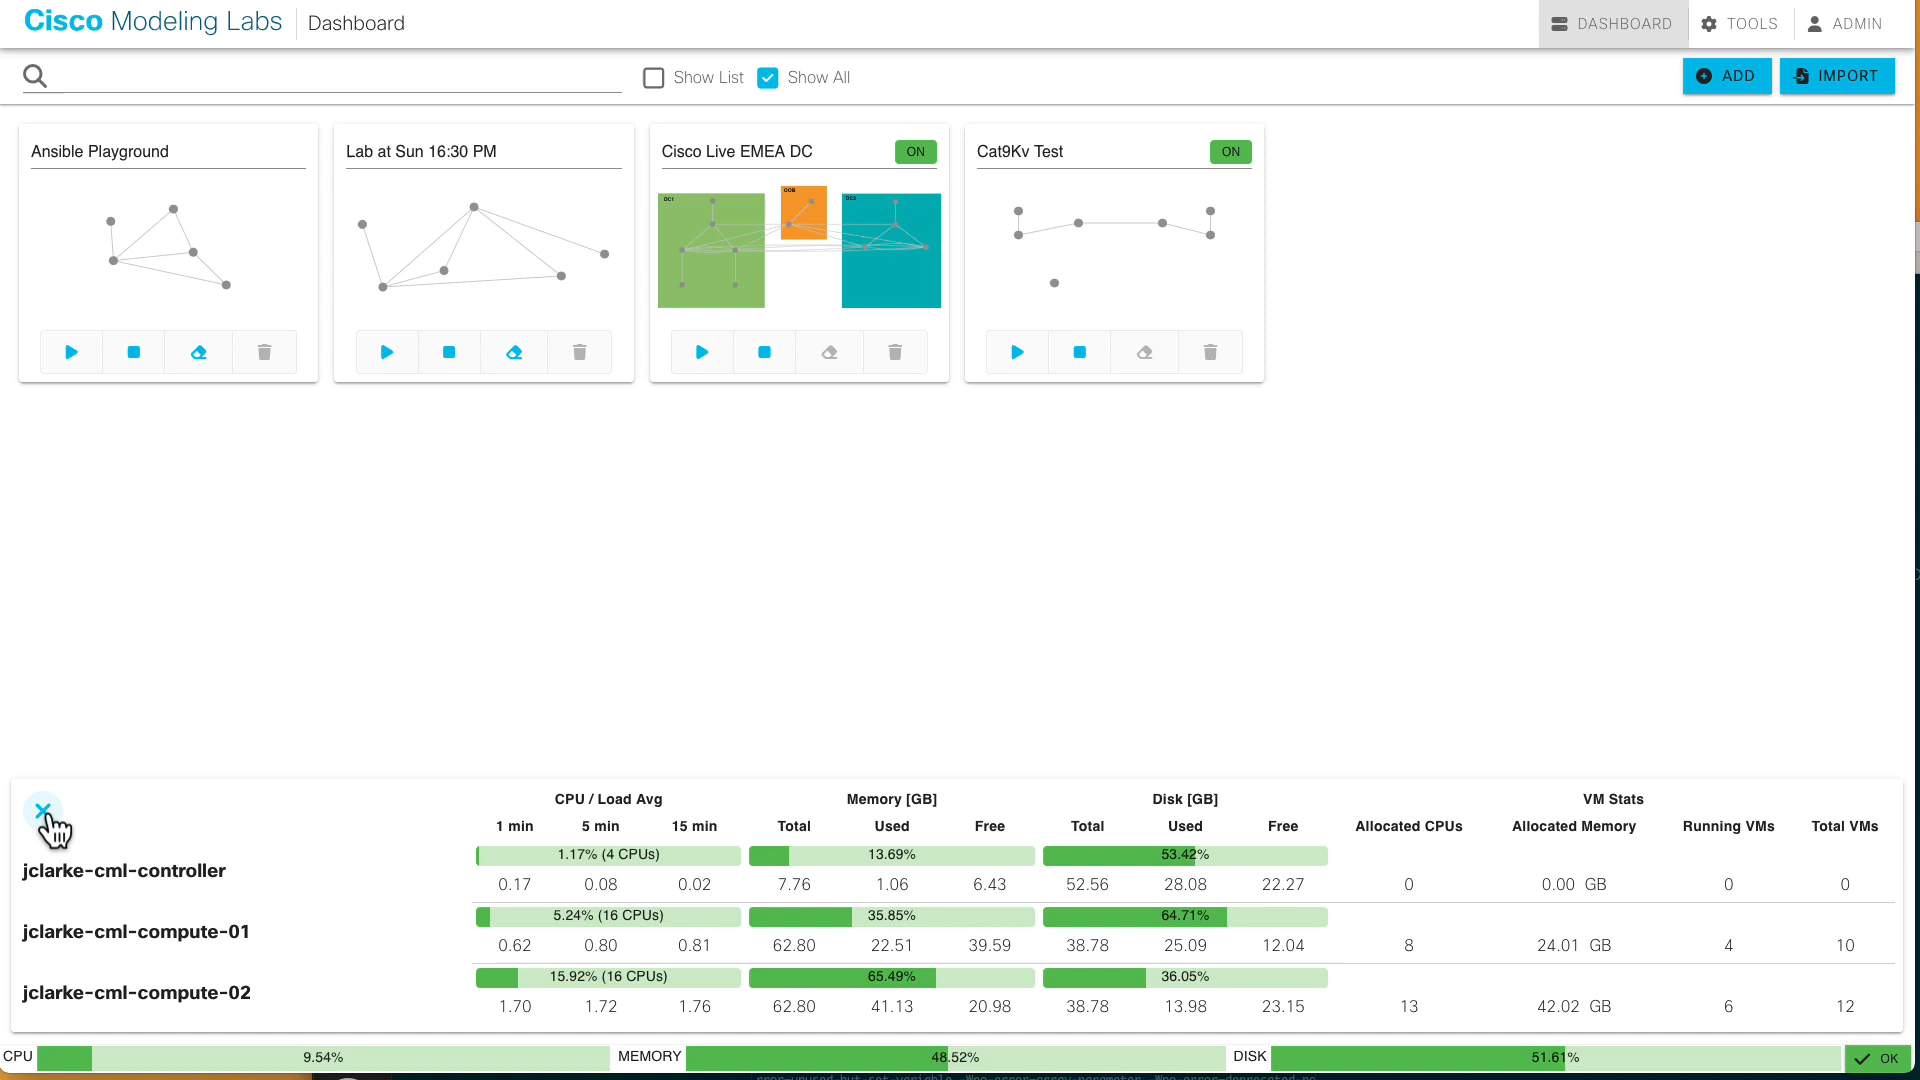 Cisco Modeling Labs Dashboard DASHBOARD TOOLS ADMIN
Show List Show All ADD IMPORT
Ansible Playground
Lab at Sun 16:30 PM
Cisco Live EMEA DC ON
DC1 OOB DC2
Cat9Kv Test ON
CPU / Load Avg Memory [GB] Disk [GB] VM Stats
1 min 5 min 15 min Total Used Free Total Used Free Allocated CPUs Allocated Memory Running VMs Total VMs
jclarke-cml-controller
1.17% (4 CPUs) 13.69% 53.42%
0.17 0.08 0.02 7.76 1.06 6.43 52.56 28.08 22.27 0 0.00 GB 0 0
jclarke-cml-compute-01
5.24% (16 CPUs) 35.85% 64.71%
0.62 0.80 0.81 62.80 22.51 39.59 38.78 25.09 12.04 8 24.01 GB 4 10
jclarke-cml-compute-02
15.92% (16 CPUs) 65.49% 36.05%
1.70 1.72 1.76 62.80 41.13 20.98 38.78 13.98 23.15 13 42.02 GB 6 12
CPU 9.54% MEMORY 48.52% DISK 51.61% OK